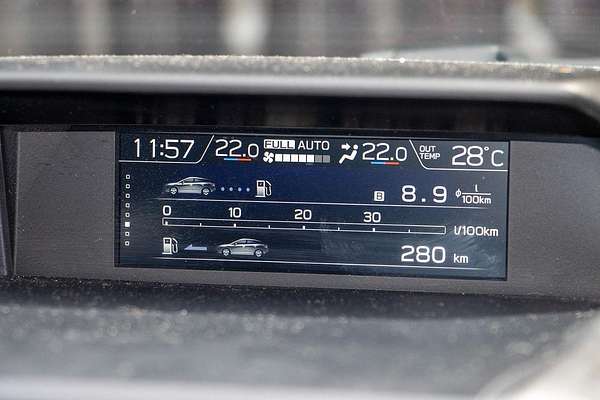 11:57 22.0 FULL AUTO 22.0 OUT TEMP 28°C
B 8.9 ϕ l/100km
0 10 20 30 l/100km
280 km